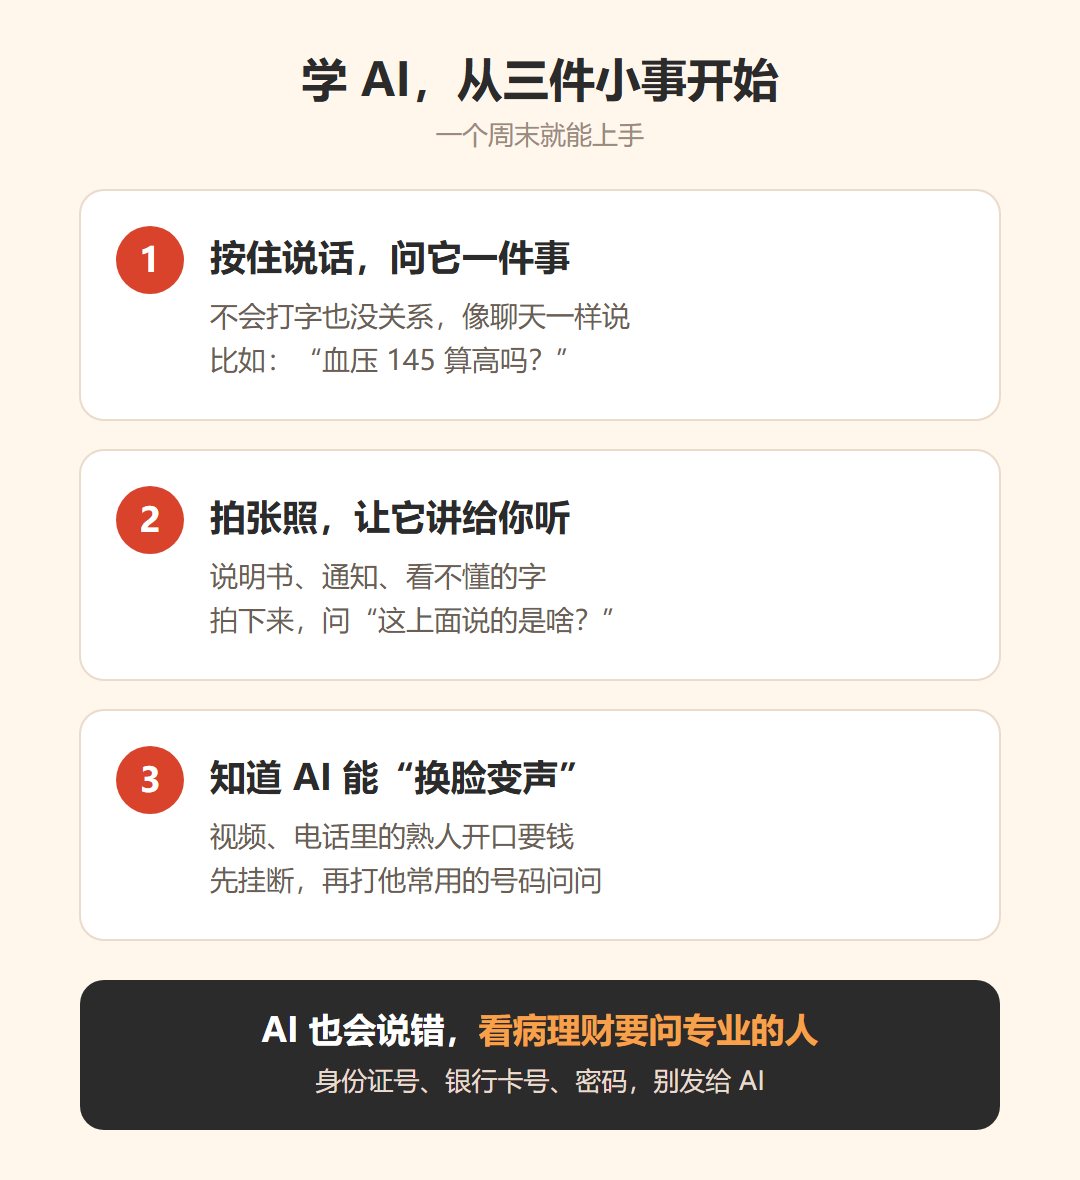 学 AI，从三件小事开始
一个周末就能上手
1
按住说话，问它一件事
不会打字也没关系，像聊天一样说
比如：“血压 145 算高吗？”
2
拍张照，让它讲给你听
说明书、通知、看不懂的字
拍下来，问“这上面说的是啥？”
3
知道 AI 能“换脸变声”
视频、电话里的熟人开口要钱
先挂断，再打他常用的号码问问
AI 也会说错，看病理财要问专业的人
身份证号、银行卡号、密码，别发给 AI